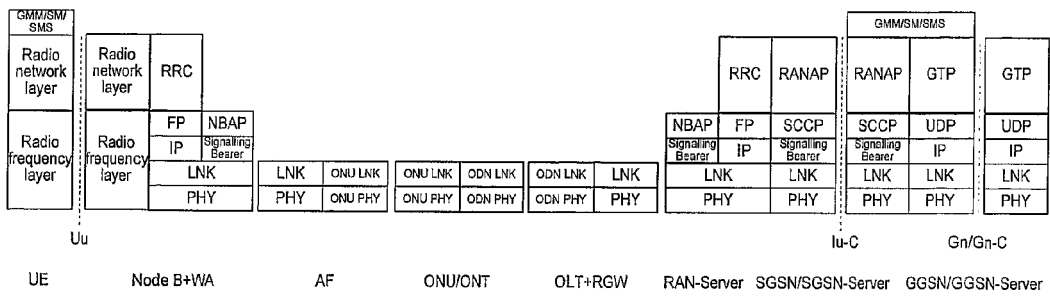 GMM/SM/
SMS
GMM/SM/SMS
Radio
network
layer
Radio
network
layer
RRC
RRC
RANAP
RANAP
GTP
GTP
Radio
frequency
layer
Radio
frequency
layer
FP
NBAP
NBAP
FP
SCCP
SCCP
UDP
UDP
IP
Signalling
Bearer
Signalling
Bearer
IP
Signalling
Bearer
Signalling
Bearer
IP
IP
LNK
LNK
ONU LNK
ONU LNK
ODN LNK
ODN LNK
LNK
LNK
LNK
LNK
LNK
LNK
PHY
PHY
ONU PHY
ONU PHY
ODN PHY
ODN PHY
PHY
PHY
PHY
PHY
PHY
PHY
Uu
Iu-C
Gn/Gn-C
UE
Node B+WA
AF
ONU/ONT
OLT+RGW
RAN-Server
SGSN/SGSN-Server
GGSN/GGSN-Server